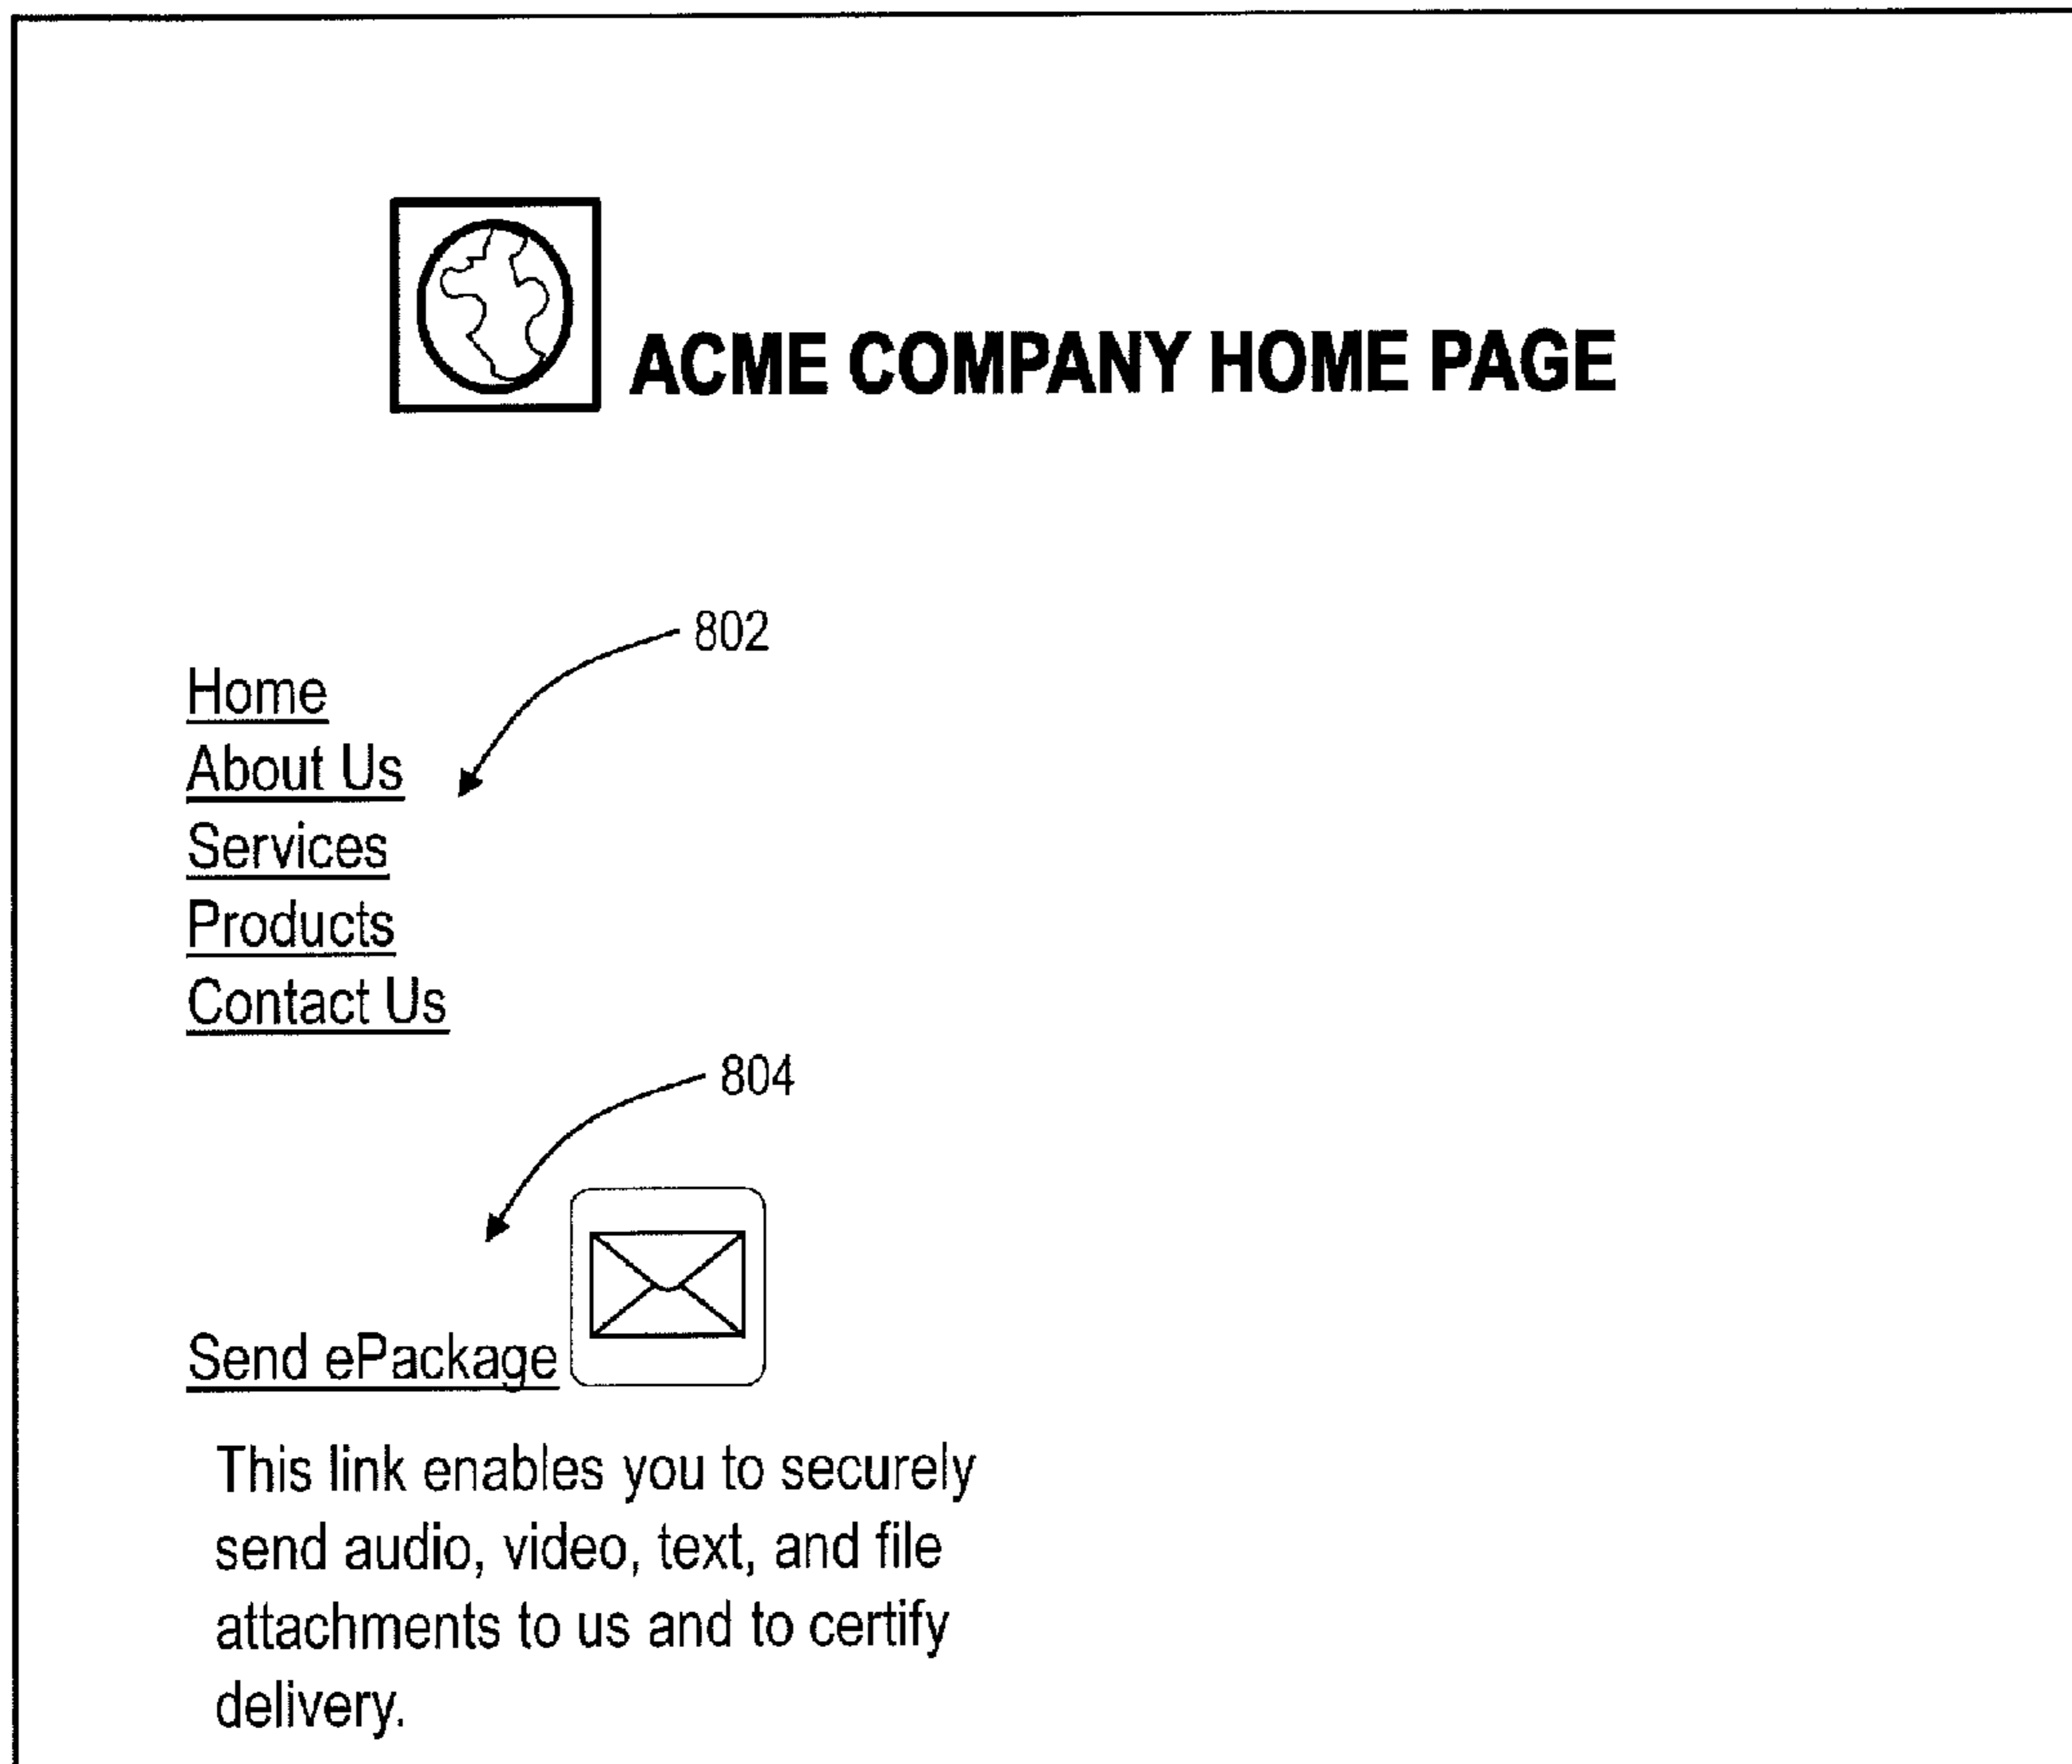 ACME COMPANY HOME PAGE
802
Home
About Us
Services
Products
Contact Us
804
Send ePackage
This link enables you to securely
send audio, video, text, and file
attachments to us and to certify
delivery.